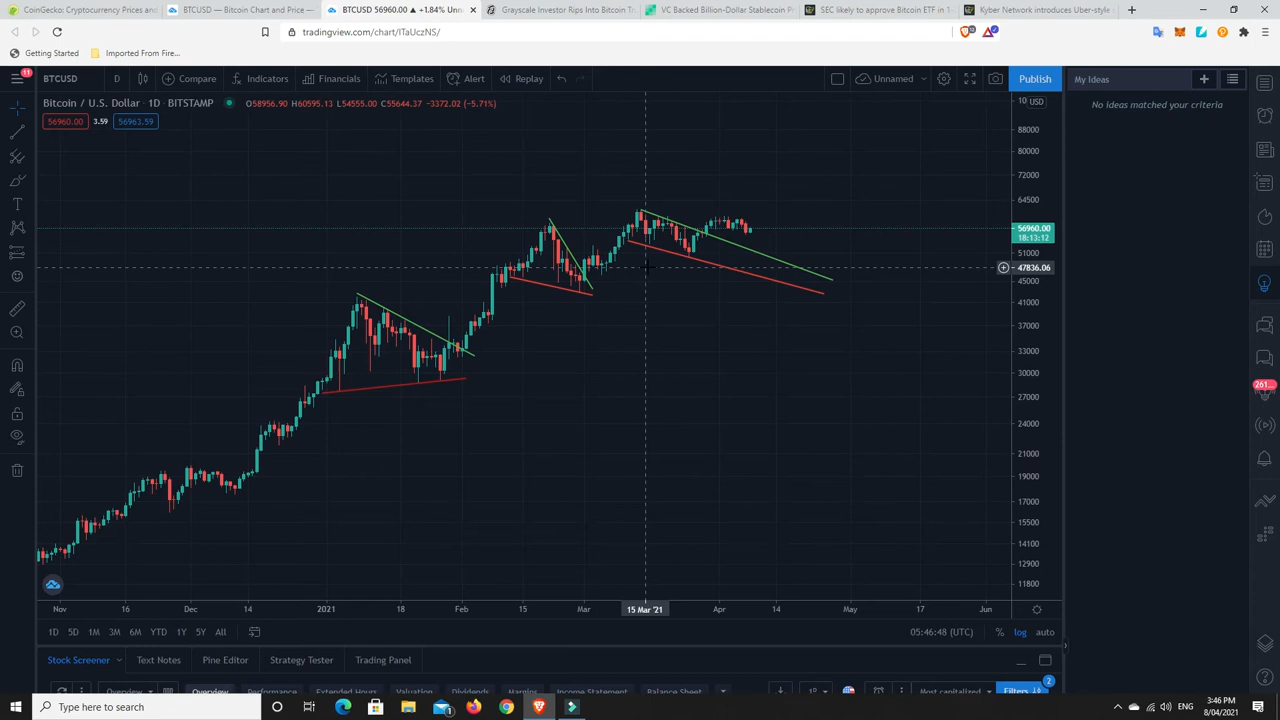 CoinGecko: Cryptocurrency Prices and
BTCUSD — Bitcoin Chart and Price —
BTCUSD 56960.00 ▲ +1.84% Unn
Grayscale Investor Rips Into Bitcoin Tr
VC Backed Billion-Dollar Stablecoin P
SEC likely to approve Bitcoin ETF in 1
Kyber Network introduces Uber-style
tradingview.com/chart/ITaUczNS/
Getting Started
Imported From Fire...
11
BTCUSD
D
Compare
Indicators
Financials
Templates
Alert
Replay
Unnamed
Publish
My Ideas
Bitcoin / U.S. Dollar · 1D · BITSTAMP
O58956.90 H60595.13 L54555.00 C55644.37 −3372.02 (−5.71%)
USD
No ideas matched your criteria
56960.00
3.59
56963.59
88000
80000
72000
64500
56960.00
18:13:12
51000
47836.06
45000
41000
37000
33000
30000
27000
24000
21000
19000
17000
15500
14100
12900
11800
261...
Nov
16
Dec
14
2021
18
Feb
15
Mar
15 Mar '21
Apr
14
May
17
Jun
1D
5D
1M
3M
6M
YTD
1Y
5Y
All
05:46:48 (UTC)
%
log
auto
Stock Screener
Text Notes
Pine Editor
Strategy Tester
Trading Panel
Overview
Overview
Performance
Extended Hours
Valuation
Dividends
Margins
Income Statement
Balance Sheet
Most capitalized
Filters
2
Type here to search
1
ENG
3:46 PM
8/04/2021